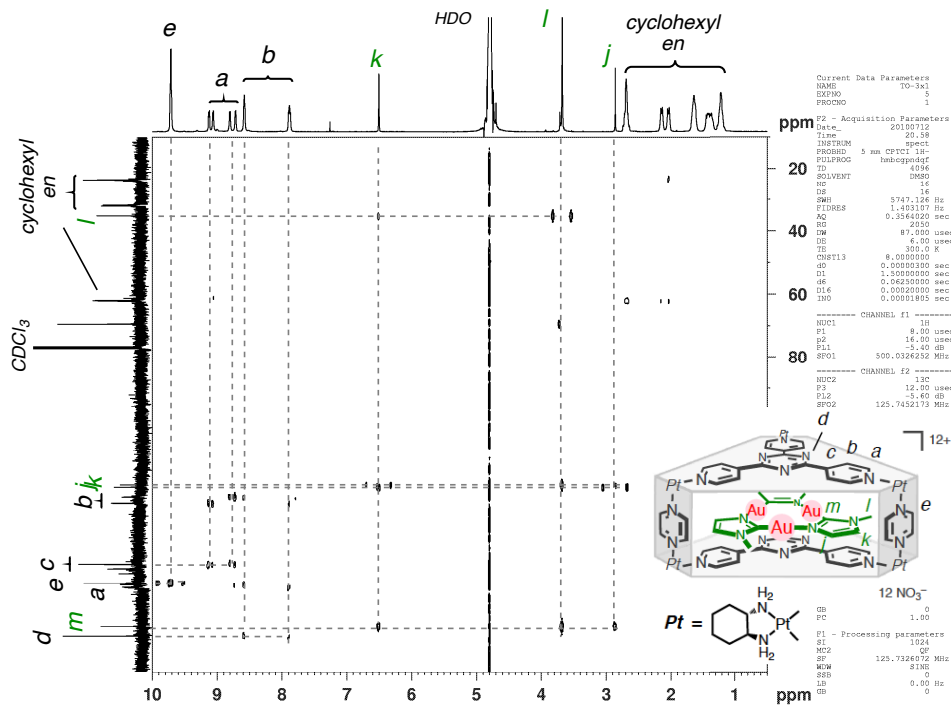 HDO
l
cyclohexyl
en
e
a
b
k
j
ppm
20
40
60
80
cyclohexyl
en
l
CDCl3
jk
b
c
e
a
m
d
10
9
8
7
6
5
4
3
2
1
ppm
Current Data Parameters
NAME TO-3x1
EXPNO 5
PROCNO 1
F2 - Acquisition Parameters
Date_ 20100712
Time 20.58
INSTRUM spect
PROBHD 5 mm CPTCI 1H-
PULPROG hmbcgpndqf
TD 4096
SOLVENT DMSO
NS 16
DS 16
SWH 5747.126 Hz
FIDRES 1.403107 Hz
AQ 0.3564020 sec
RG 2050
DW 87.000 usec
DE 6.00 usec
TE 300.0 K
CNST13 8.0000000
d0 0.00000300 sec
D1 1.50000000 sec
d6 0.06250000 sec
D16 0.00020000 sec
IN0 0.00001805 sec
======== CHANNEL f1 ========
NUC1 1H
P1 8.00 usec
p2 16.00 usec
PL1 -5.40 dB
SFO1 500.0326252 MHz
======== CHANNEL f2 ========
NUC2 13C
P3 12.00 usec
PL2 -5.60 dB
SFO2 125.7452173 MHz
12+
d
c b a
Pt
N N N N
Pt N N Pt
e
N N
Au Au m l
N Au N
j k
N N
Pt N N Pt
12 NO3−
Pt =
H2
N
Pt
N
H2
GB 0
PC 1.00
F1 - Processing parameters
SI 1024
MC2 QF
SF 125.7326072 MHz
WDW SINE
SSB 0
LB 0.00 Hz
GB 0